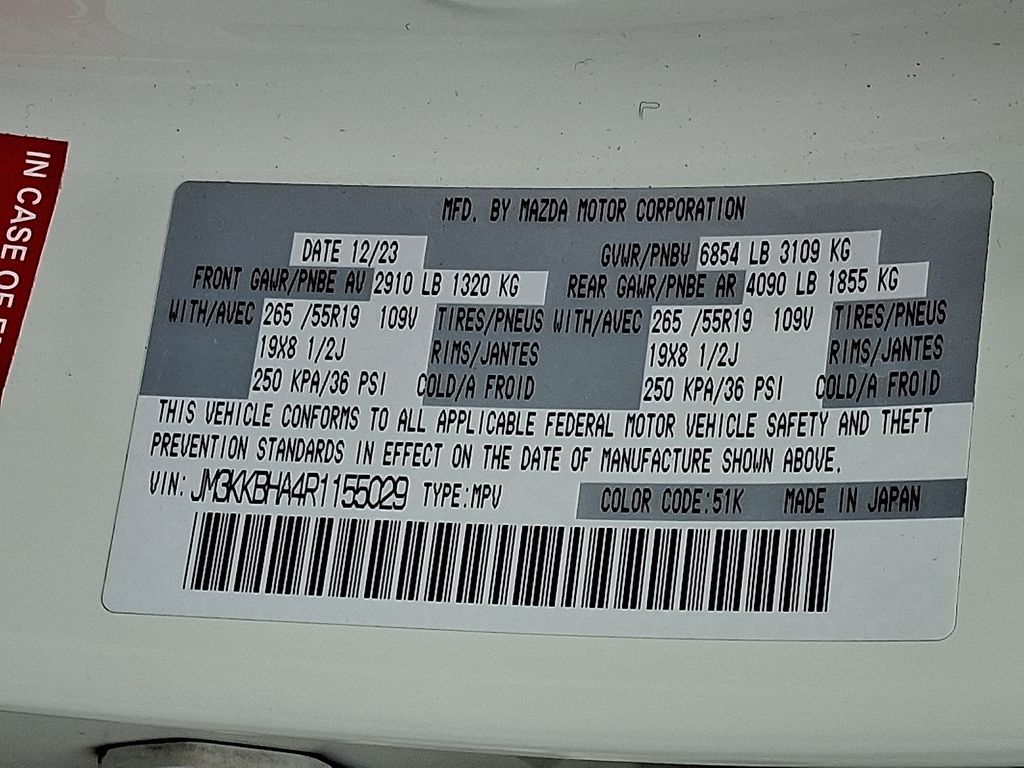 IN CASE OF
MFD. BY MAZDA MOTOR CORPORATION
DATE 12/23 GVWR/PNBV 6854 LB 3109 KG
FRONT GAWR/PNBE AV 2910 LB 1320 KG REAR GAWR/PNBE AR 4090 LB 1855 KG
WITH/AVEC 265 /55R19 109V TIRES/PNEUS WITH/AVEC 265 /55R19 109V TIRES/PNEUS
19X8 1/2J RIMS/JANTES 19X8 1/2J RIMS/JANTES
250 KPA/36 PSI COLD/A FROID 250 KPA/36 PSI COLD/A FROID
THIS VEHICLE CONFORMS TO ALL APPLICABLE FEDERAL MOTOR VEHICLE SAFETY AND THEFT
PREVENTION STANDARDS IN EFFECT ON THE DATE OF MANUFACTURE SHOWN ABOVE.
VIN: JM3KKBHA4R1155029 TYPE:MPV COLOR CODE:51K MADE IN JAPAN